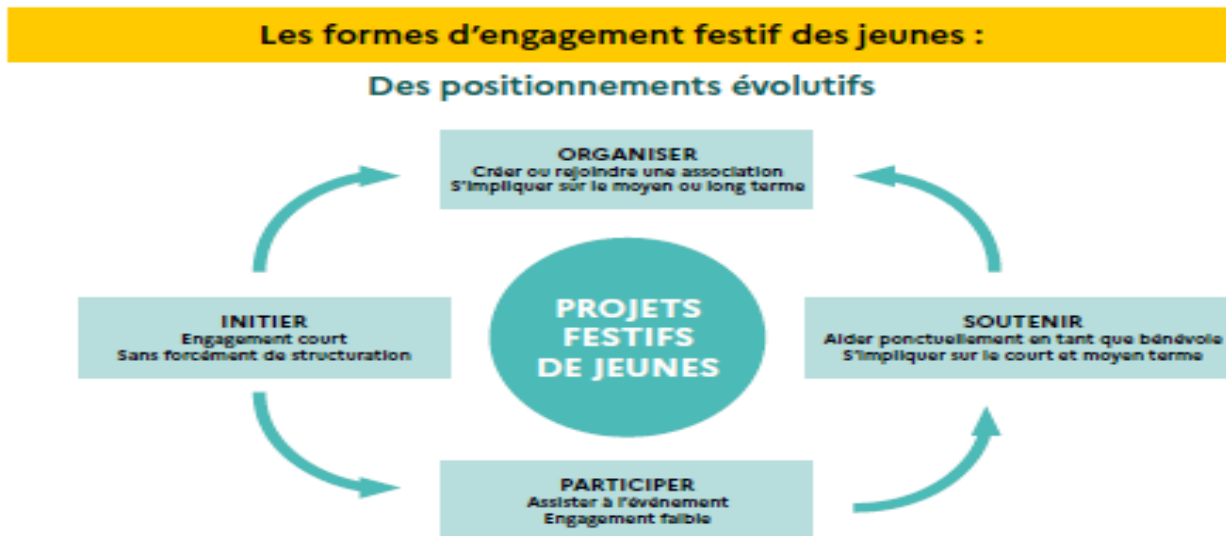 Les formes d'engagement festif des jeunes :
Des positionnements évolutifs
ORGANISER
Créer ou rejoindre une association
S'impliquer sur le moyen ou long terme
INITIER
Engagement court
Sans forcément de structuration
PROJETS
FESTIFS
DE JEUNES
SOUTENIR
Aider ponctuellement en tant que bénévole
S'impliquer sur le court et moyen terme
PARTICIPER
Assister à l'événement
Engagement faible